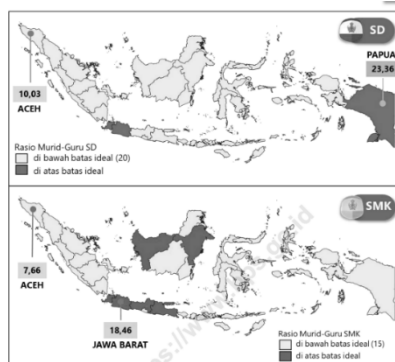 SD
PAPUA
23,36
10,03
ACEH
Rasio Murid-Guru SD
di bawah batas ideal (20)
di atas batas ideal
SMK
7,66
ACEH
18,46
JAWA BARAT
Rasio Murid-Guru SMK
di bawah batas ideal (15)
di atas batas ideal